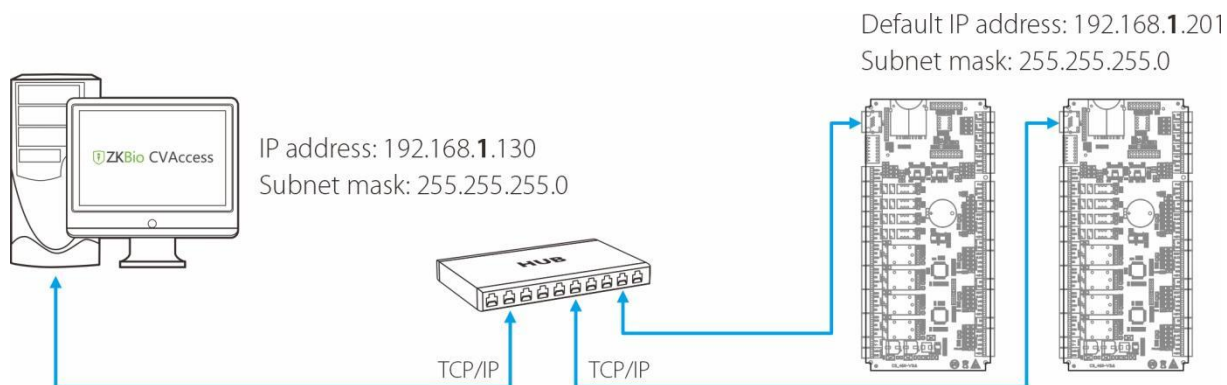 Default IP address: 192.168.1.201
Subnet mask: 255.255.255.0
ZKBio CVAccess
IP address: 192.168.1.130
Subnet mask: 255.255.255.0
HUB
TCP/IP
TCP/IP